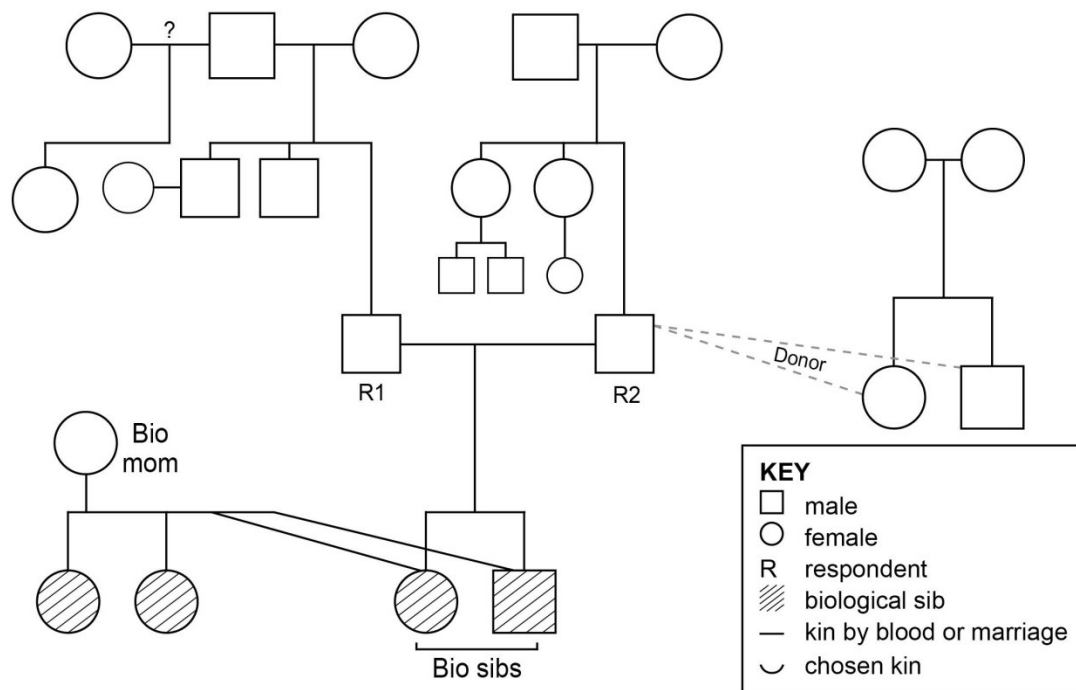 ?
Donor
R1
R2
Bio
mom
Bio sibs
KEY
male
female
R respondent
biological sib
kin by blood or marriage
chosen kin